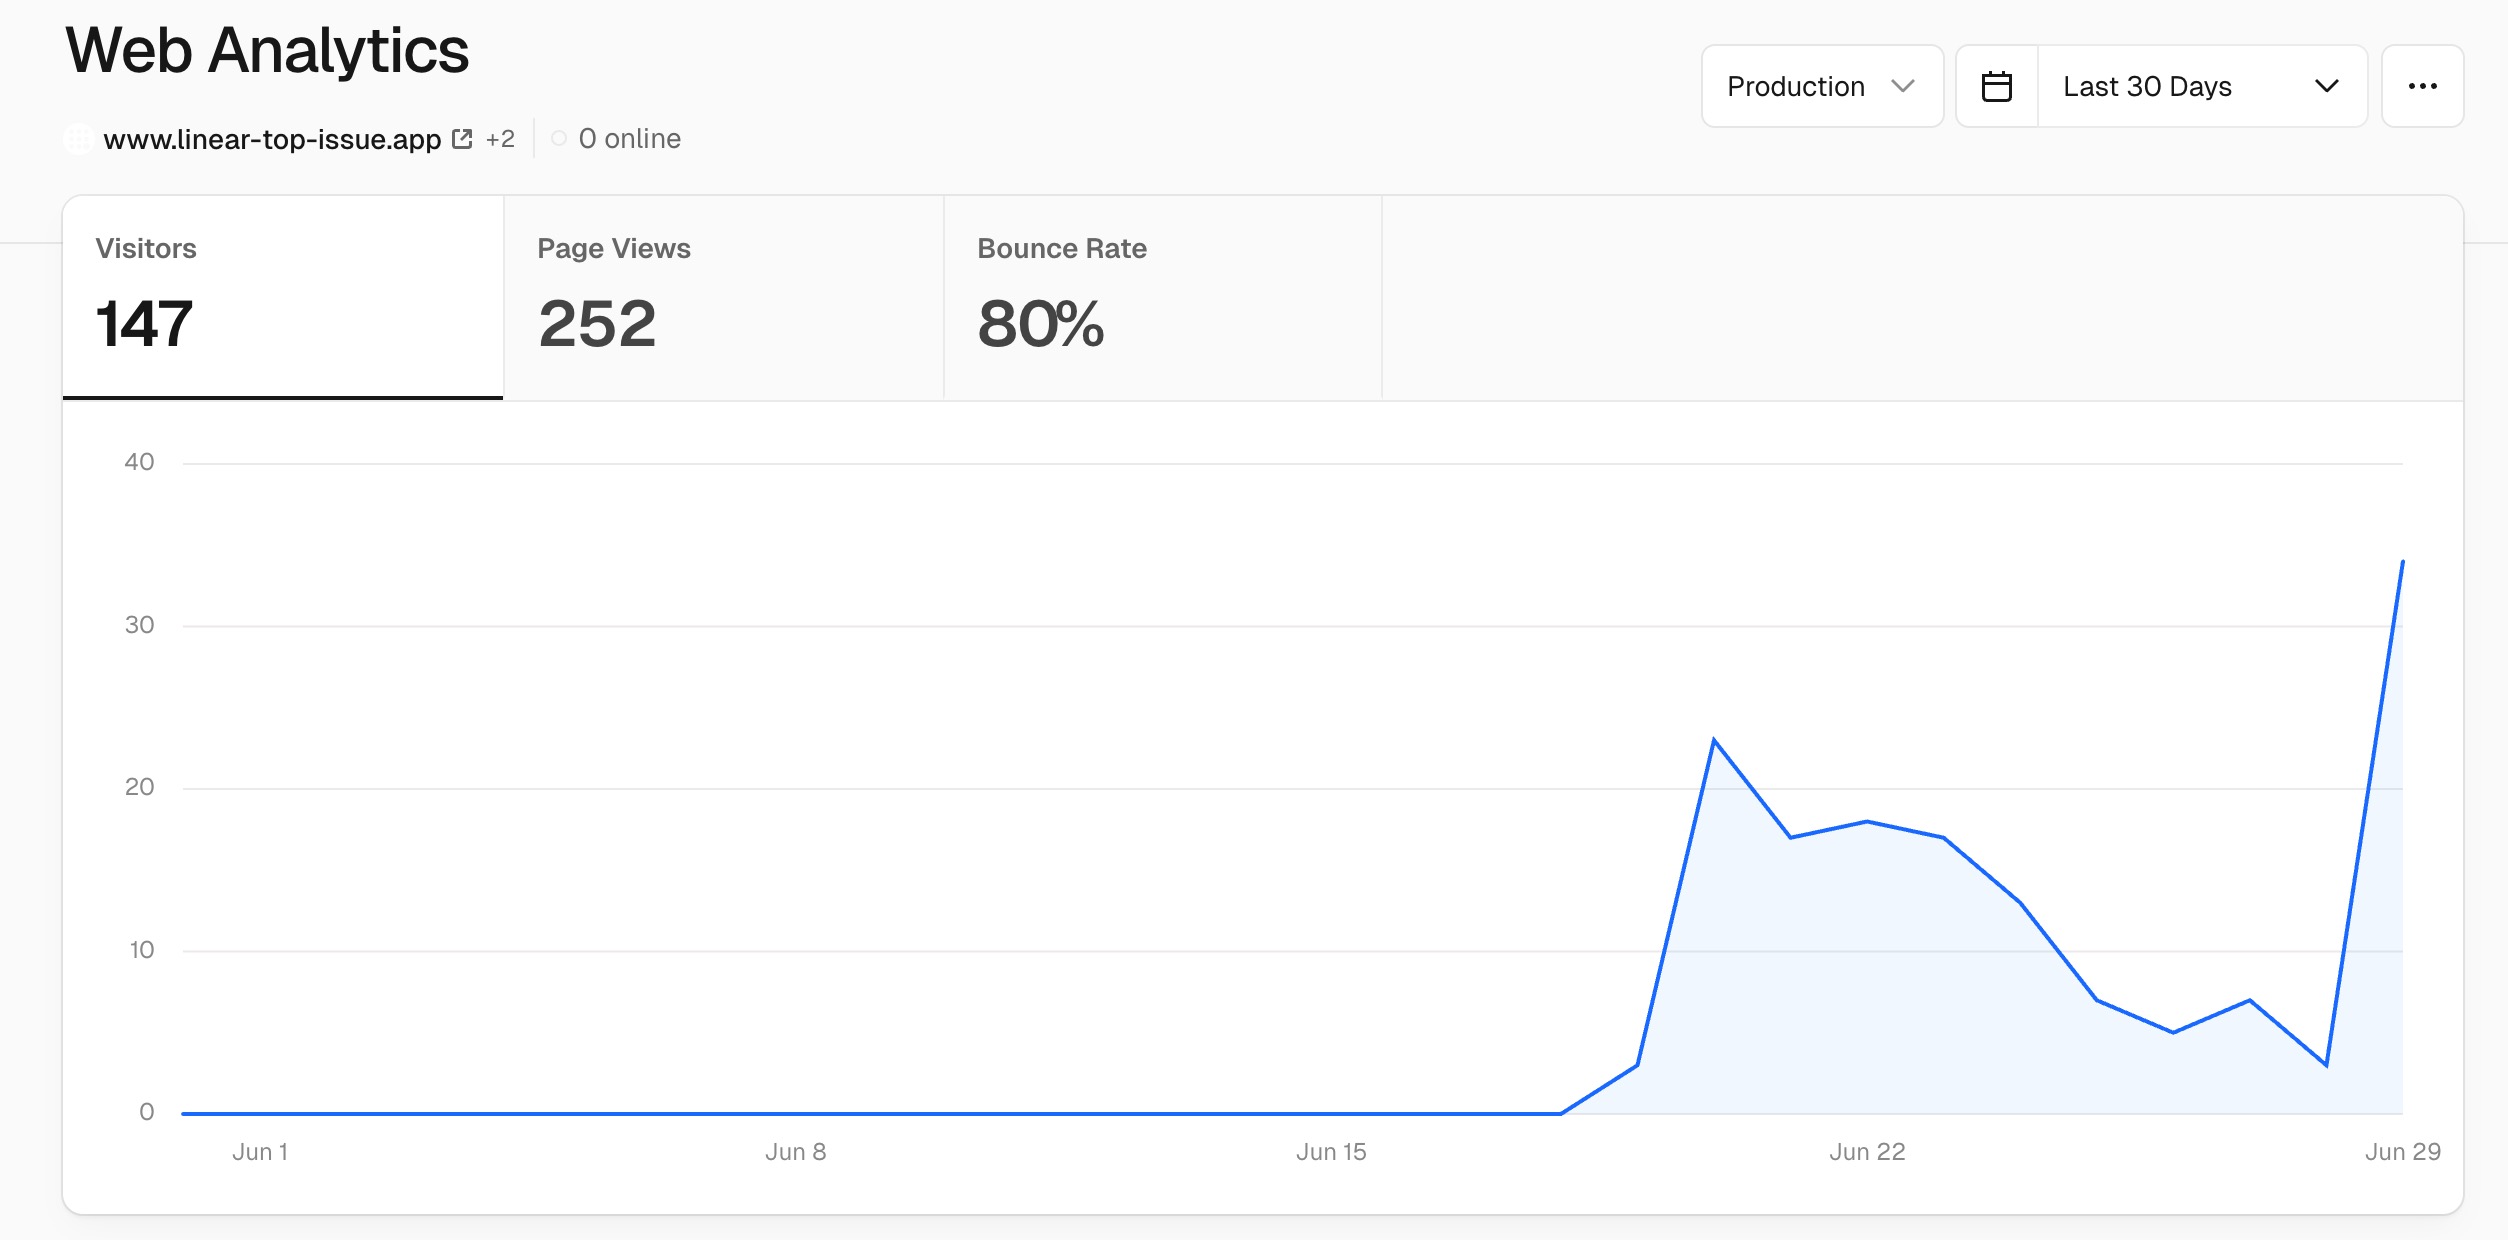 Web Analytics
Production
Last 30 Days
www.linear-top-issue.app +2 0 online
Visitors
147
Page Views
252
Bounce Rate
80%
40
30
20
10
0
Jun 1 Jun 8 Jun 15 Jun 22 Jun 29